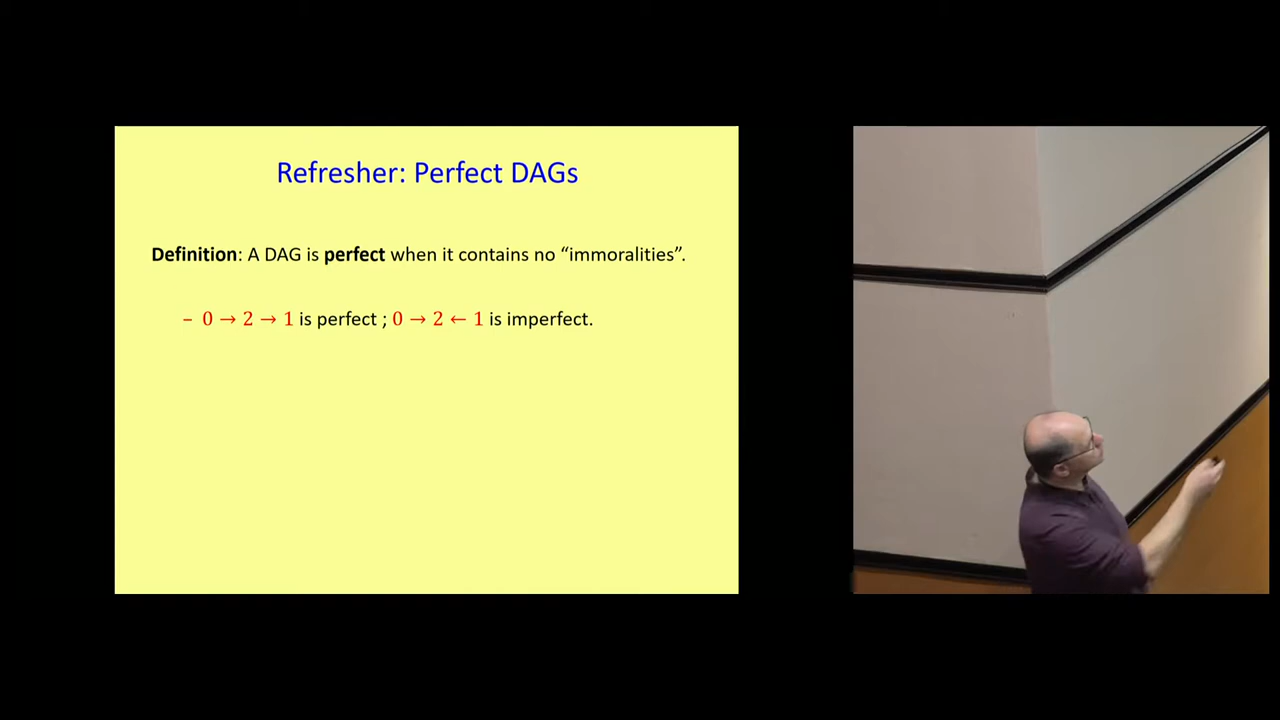 Refresher: Perfect DAGs
Definition: A DAG is perfect when it contains no “immoralities”.
– 0 → 2 → 1 is perfect ; 0 → 2 ← 1 is imperfect.